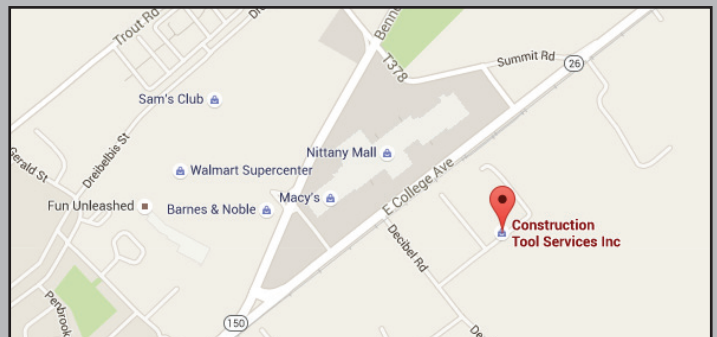 Trout Rd
Summit Rd
T378
26
Sam's Club
Dreibelbis St
Gerald St
Nittany Mall
Walmart Supercenter
E College Ave
Macy's
Fun Unleashed
Barnes & Noble
Construction
Tool Services Inc
Decibel Rd
Penbrook
150